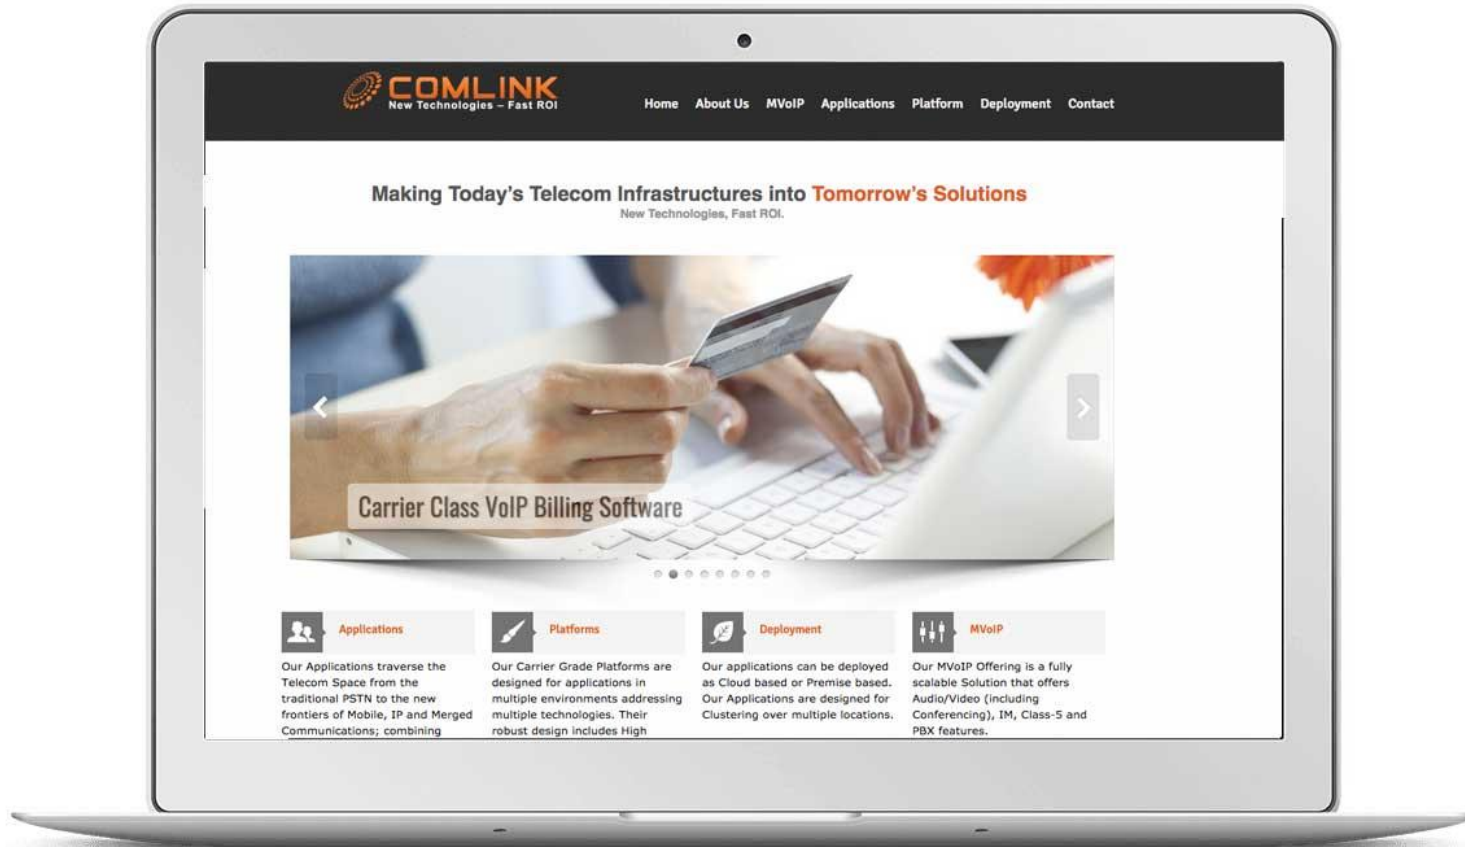 COMLINK
New Technologies – Fast ROI
Home About Us MVoIP Applications Platform Deployment Contact
Making Today's Telecom Infrastructures into Tomorrow's Solutions
New Technologies, Fast ROI.
Carrier Class VoIP Billing Software
Applications
Our Applications traverse the
Telecom Space from the
traditional PSTN to the new
frontiers of Mobile, IP and Merged
Communications; combining
Platforms
Our Carrier Grade Platforms are
designed for applications in
multiple environments addressing
multiple technologies. Their
robust design includes High
Deployment
Our applications can be deployed
as Cloud based or Premise based.
Our Applications are designed for
Clustering over multiple locations.
MVoIP
Our MVoIP Offering is a fully
scalable Solution that offers
Audio/Video (including
Conferencing), IM, Class-5 and
PBX features.